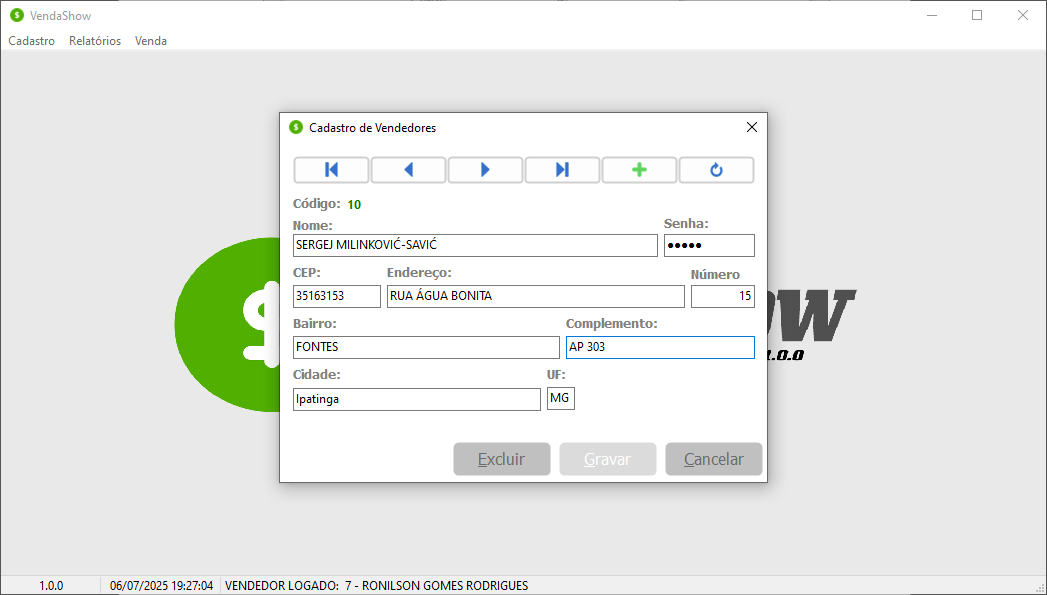 VendaShow
Cadastro Relatórios Venda
Cadastro de Vendedores
Código: 10
Nome: Senha:
SERGEJ MILINKOVIĆ-SAVIĆ ●●●●●
CEP: Endereço: Número
35163153 RUA ÁGUA BONITA 15
Bairro: Complemento:
FONTES AP 303
Cidade: UF:
Ipatinga MG
Excluir Gravar Cancelar
OW
1.0.0
1.0.0 06/07/2025 19:27:04 VENDEDOR LOGADO: 7 - RONILSON GOMES RODRIGUES